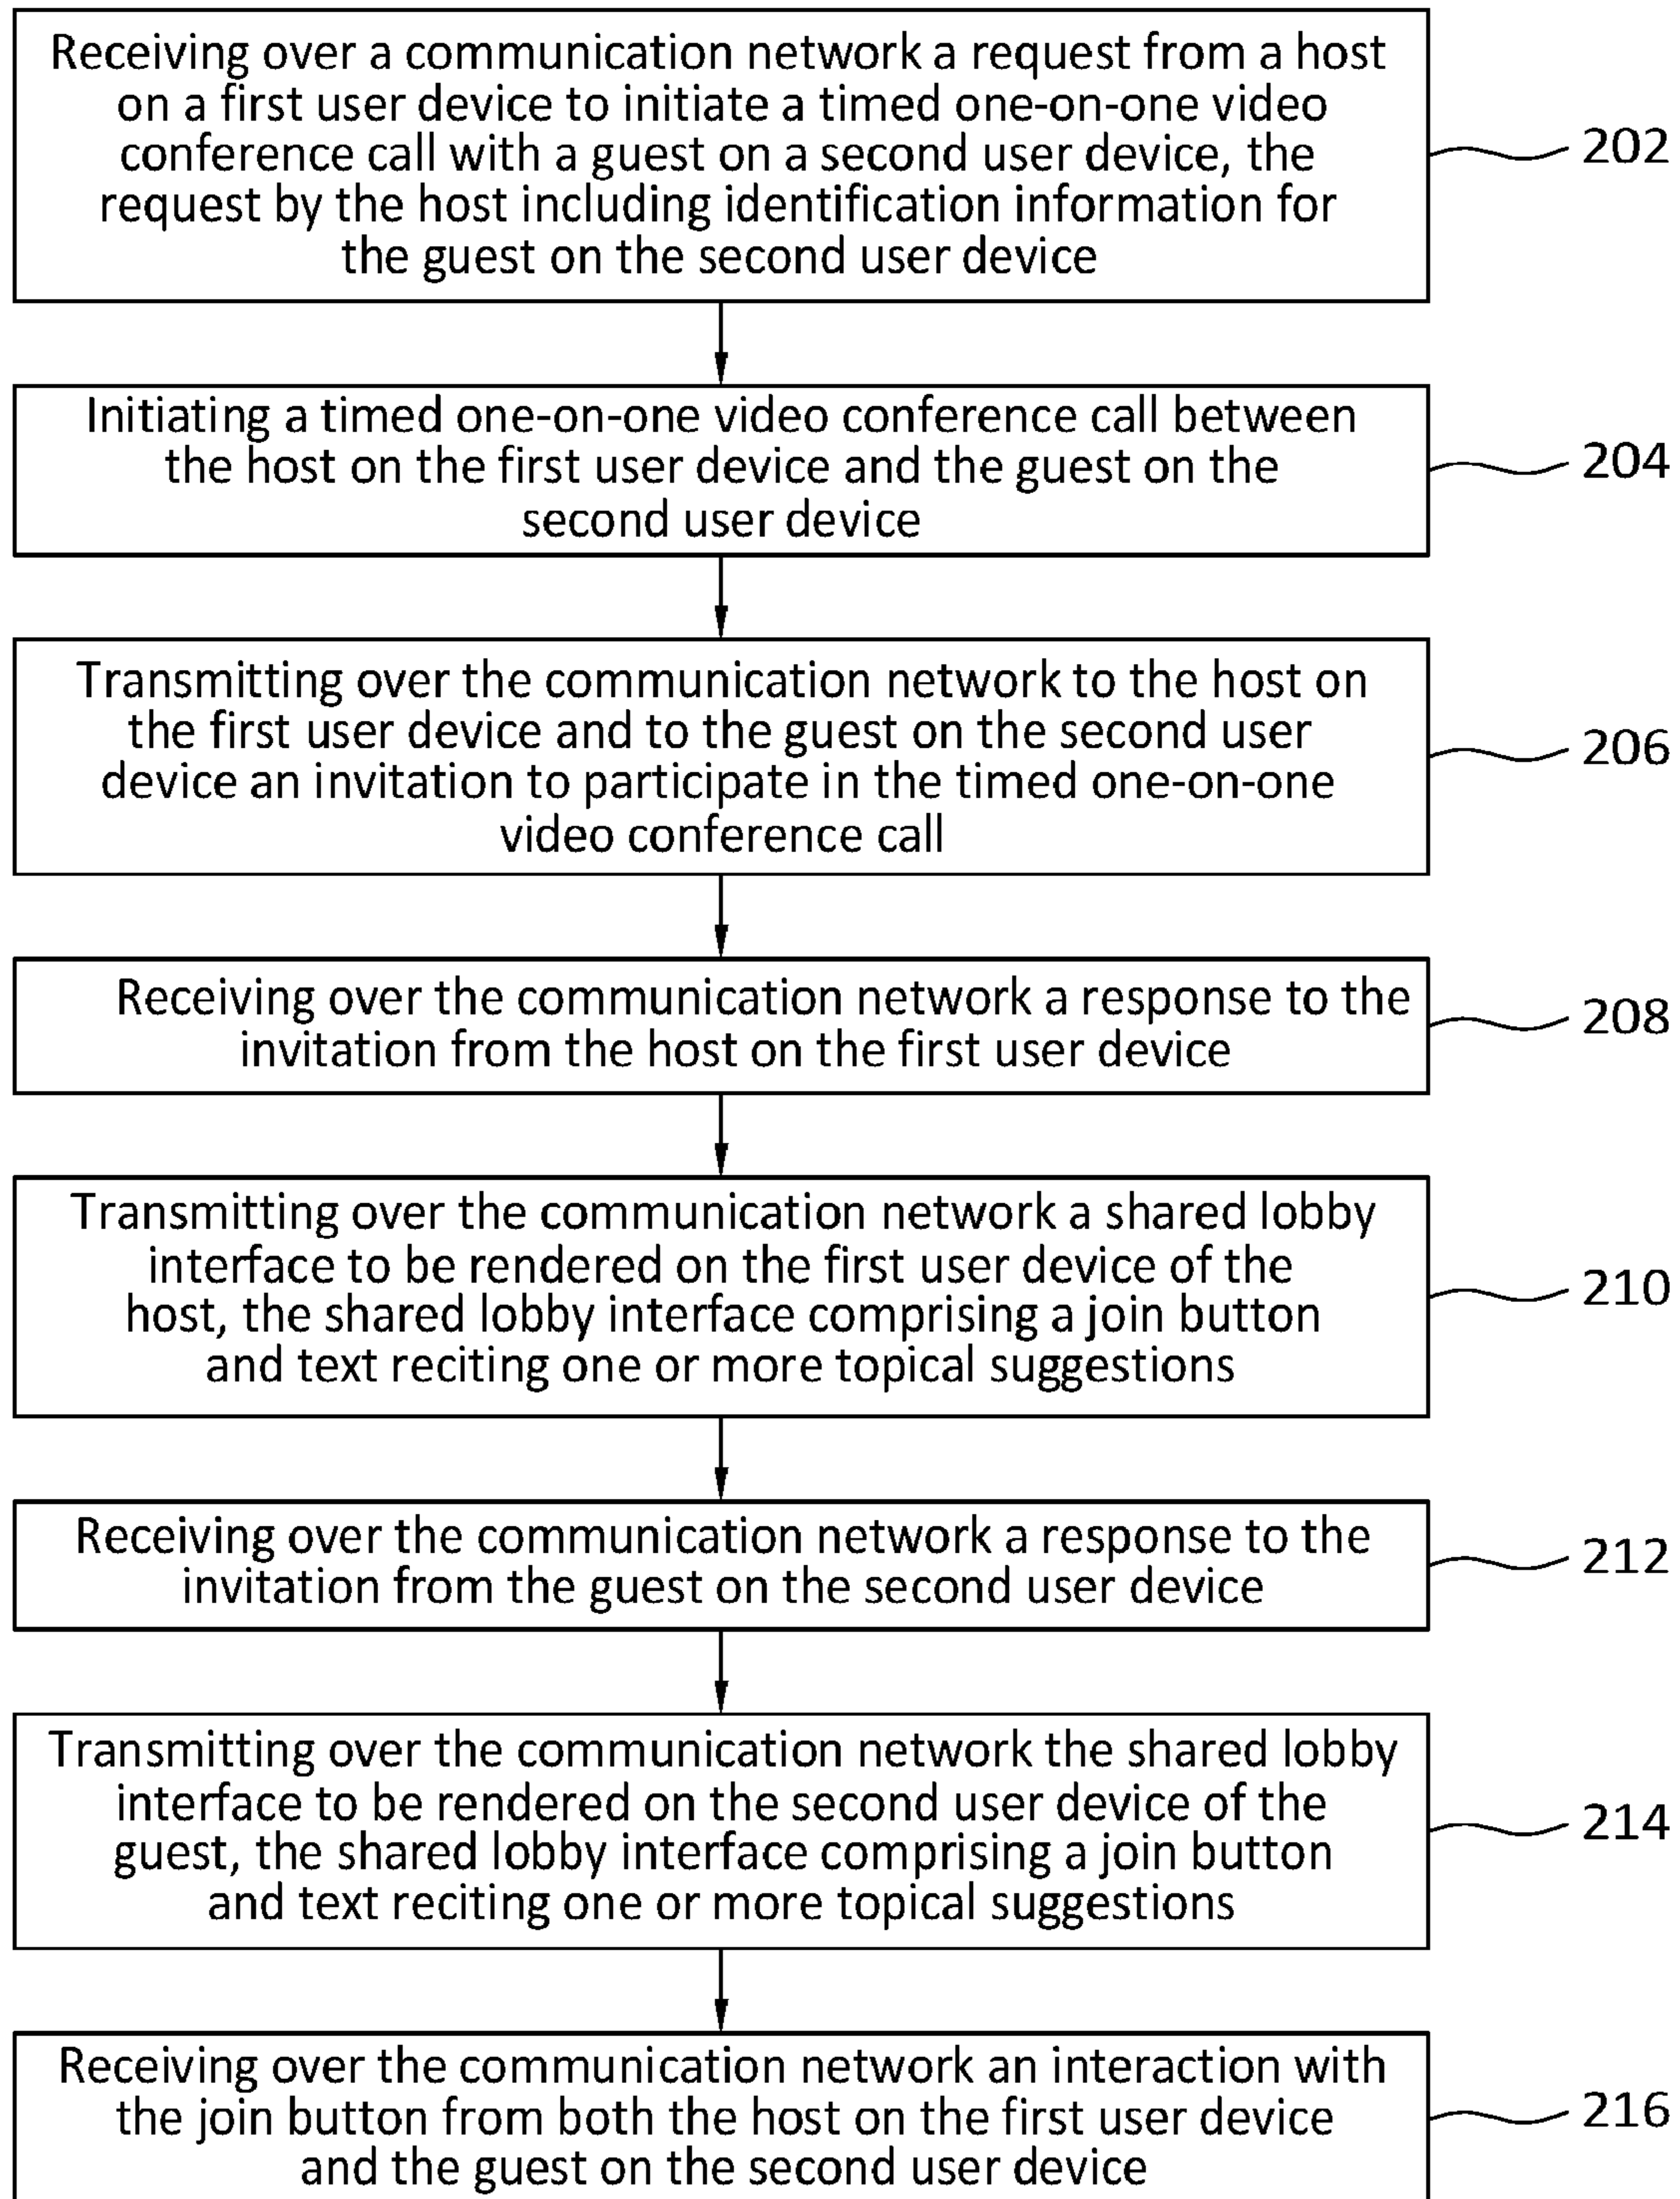 Receiving over a communication network a request from a host
on a first user device to initiate a timed one-on-one video
conference call with a guest on a second user device, the
request by the host including identification information for
the guest on the second user device
202
Initiating a timed one-on-one video conference call between
the host on the first user device and the guest on the
second user device
204
Transmitting over the communication network to the host on
the first user device and to the guest on the second user
device an invitation to participate in the timed one-on-one
video conference call
206
Receiving over the communication network a response to the
invitation from the host on the first user device
208
Transmitting over the communication network a shared lobby
interface to be rendered on the first user device of the
host, the shared lobby interface comprising a join button
and text reciting one or more topical suggestions
210
Receiving over the communication network a response to the
invitation from the guest on the second user device
212
Transmitting over the communication network the shared lobby
interface to be rendered on the second user device of the
guest, the shared lobby interface comprising a join button
and text reciting one or more topical suggestions
214
Receiving over the communication network an interaction with
the join button from both the host on the first user device
and the guest on the second user device
216